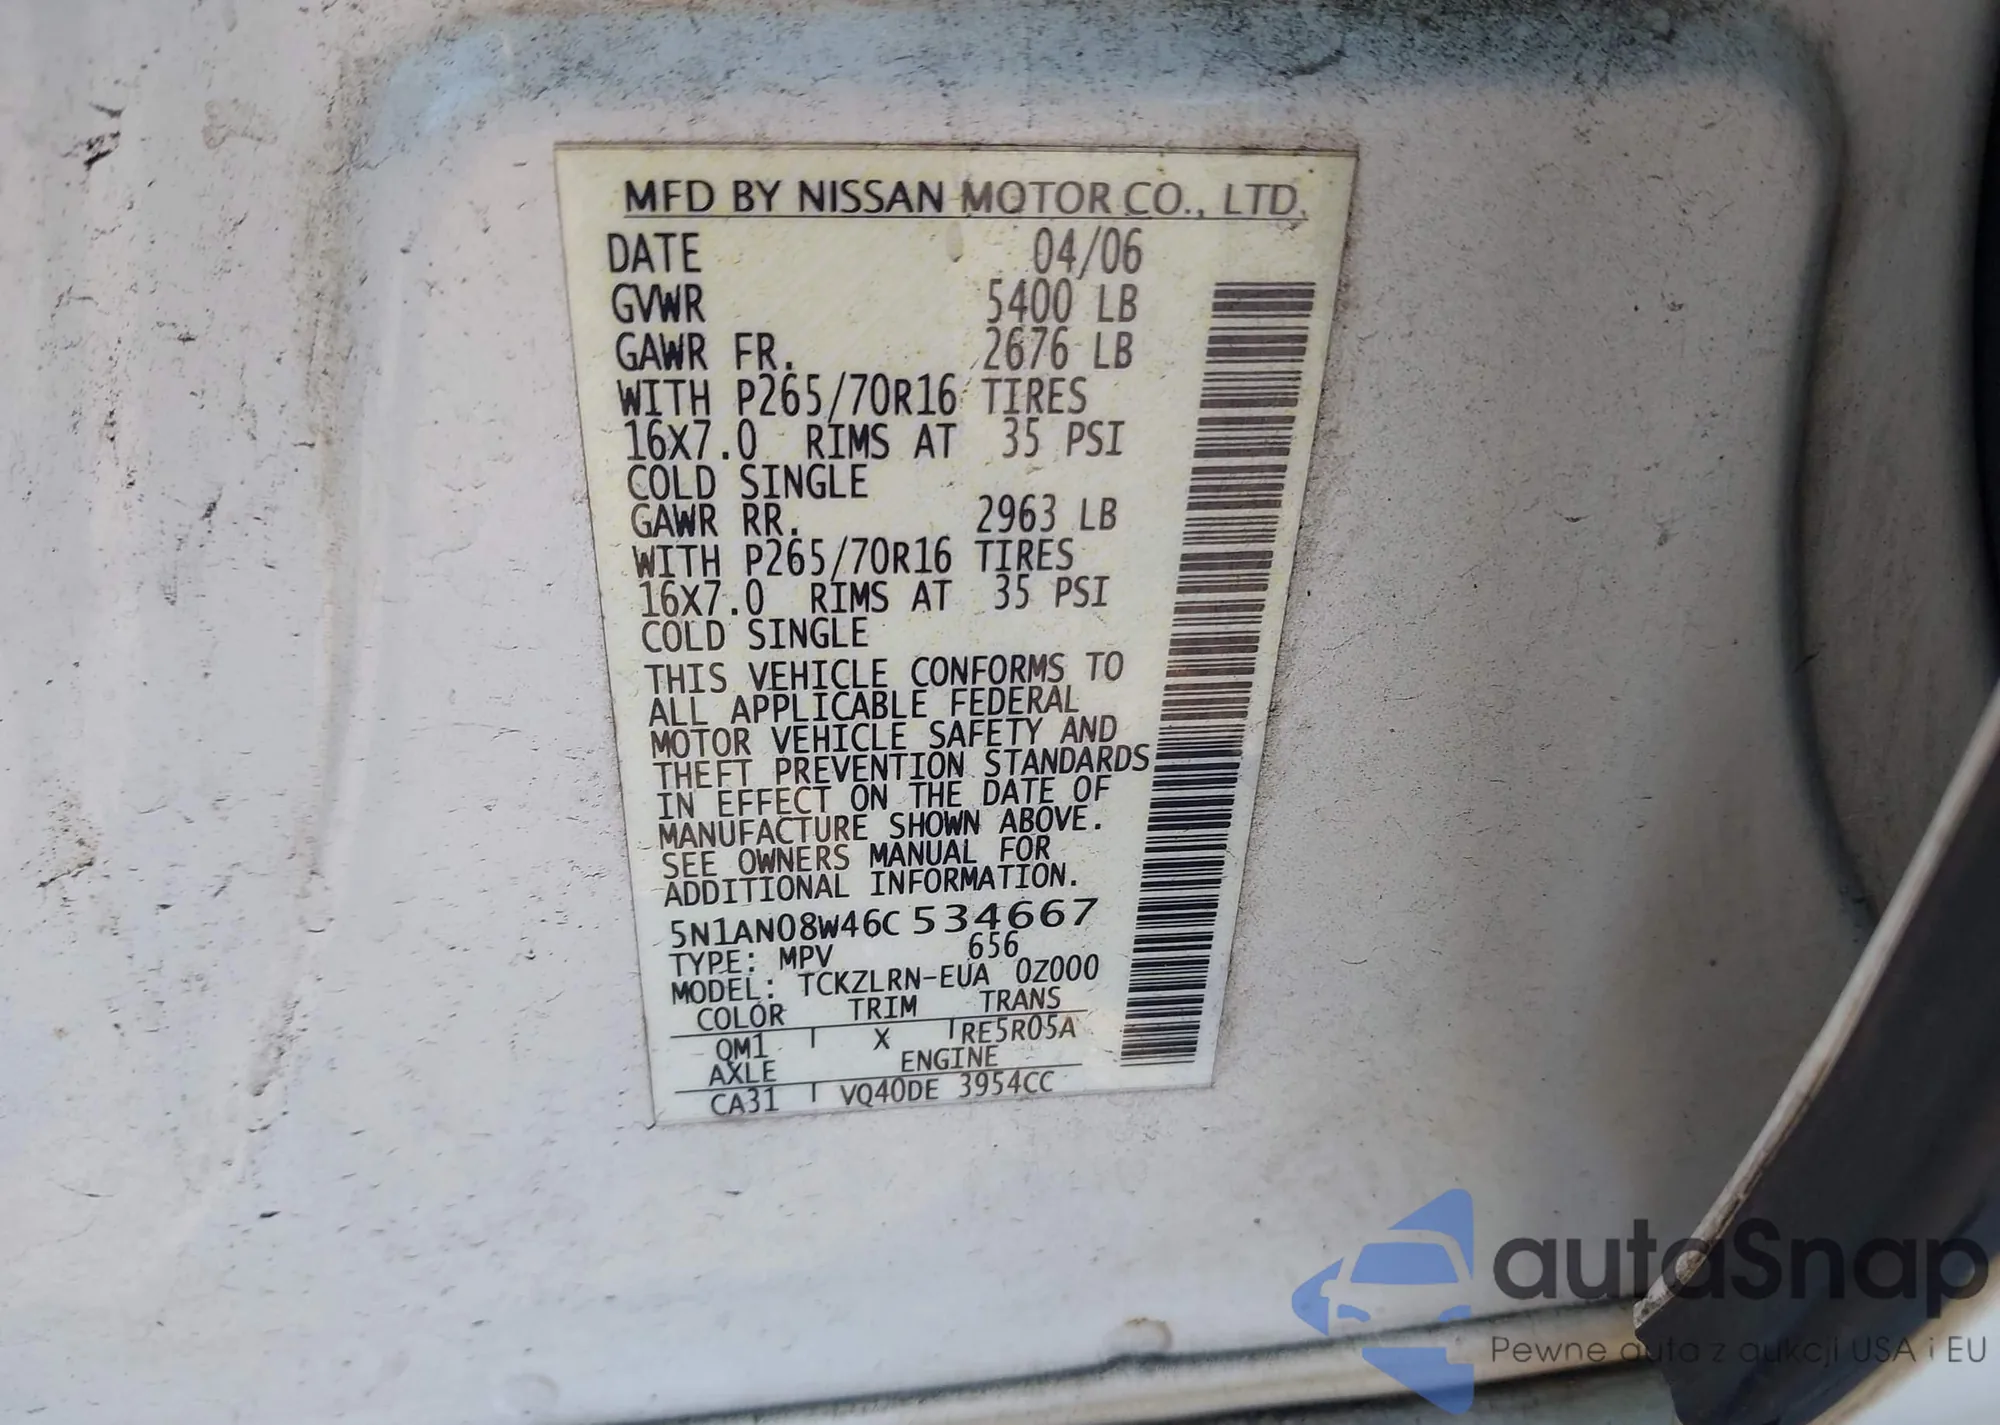 MFD BY NISSAN MOTOR CO., LTD.
DATE 04/06
GVWR 5400 LB
GAWR FR. 2676 LB
WITH P265/70R16 TIRES
16X7.0 RIMS AT 35 PSI
COLD SINGLE
GAWR RR. 2963 LB
WITH P265/70R16 TIRES
16X7.0 RIMS AT 35 PSI
COLD SINGLE
THIS VEHICLE CONFORMS TO
ALL APPLICABLE FEDERAL
MOTOR VEHICLE SAFETY AND
THEFT PREVENTION STANDARDS
IN EFFECT ON THE DATE OF
MANUFACTURE SHOWN ABOVE.
SEE OWNERS MANUAL FOR
ADDITIONAL INFORMATION.
5N1AN08W46C 534667
TYPE: MPV 656
MODEL: TCKZLRN-EUA 0Z000
COLOR TRIM TRANS
QM1 X RE5R05A
AXLE ENGINE
CA31 VQ40DE 3954CC
autaSnap
Pewne auta z aukcji USA i EU